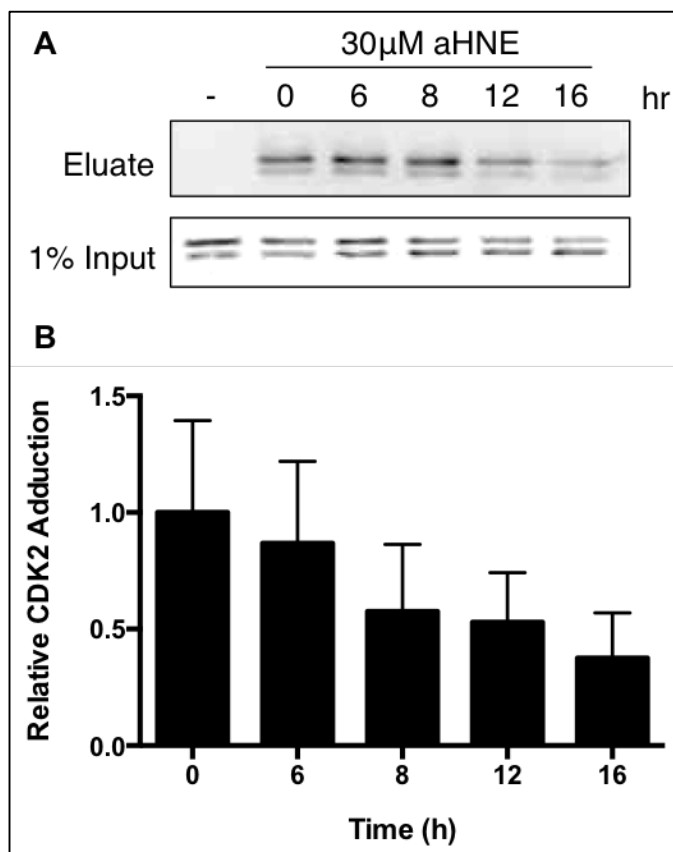 A
30µM aHNE
- 0 6 8 12 16 hr
Eluate
1% Input
B
Relative CDK2 Adduction
1.5
1.0
0.5
0.0
0 6 8 12 16
Time (h)